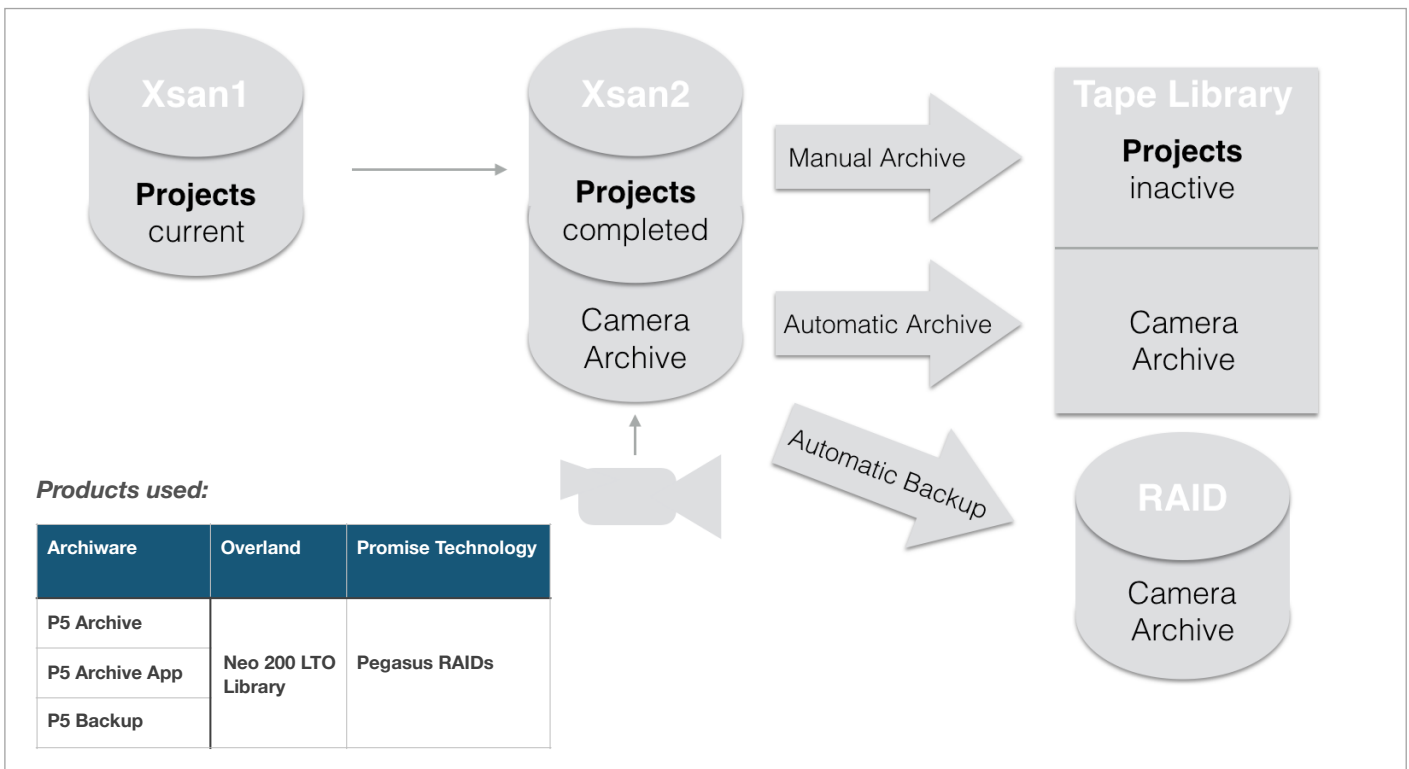 Xsan1
Projects
current
Xsan2
Projects
completed
Camera
Archive
Manual Archive
Automatic Archive
Automatic Backup
Tape Library
Projects
inactive
Camera
Archive
RAID
Camera
Archive
Products used:
Archiware
Overland
Promise Technology
P5 Archive
P5 Archive App
P5 Backup
Neo 200 LTO
Library
Pegasus RAIDs